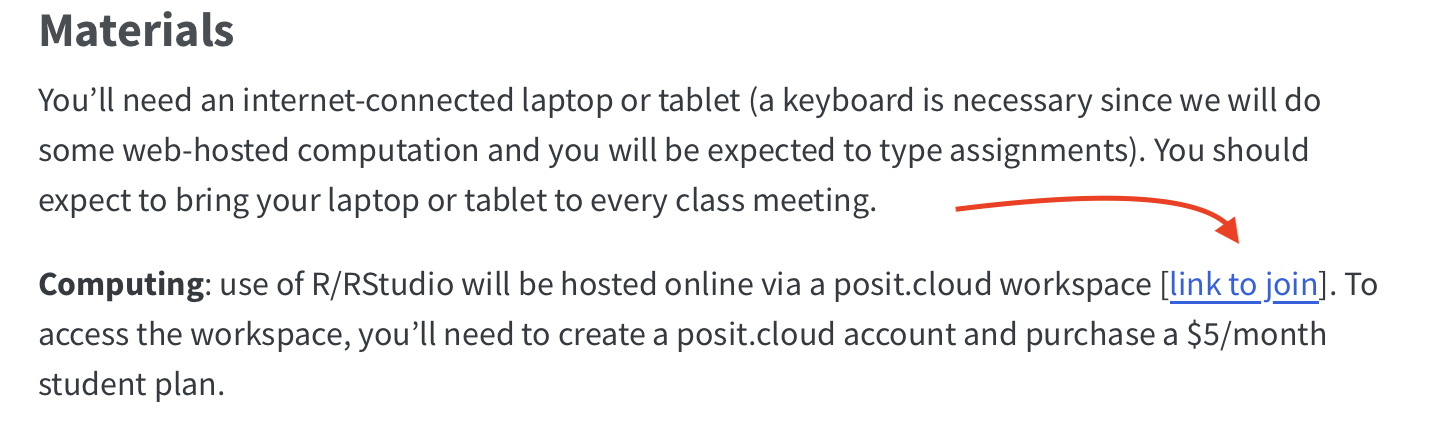 Materials
You’ll need an internet-connected laptop or tablet (a keyboard is necessary since we will do
some web-hosted computation and you will be expected to type assignments). You should
expect to bring your laptop or tablet to every class meeting.
Computing: use of R/RStudio will be hosted online via a posit.cloud workspace [link to join]. To
access the workspace, you’ll need to create a posit.cloud account and purchase a $5/month
student plan.